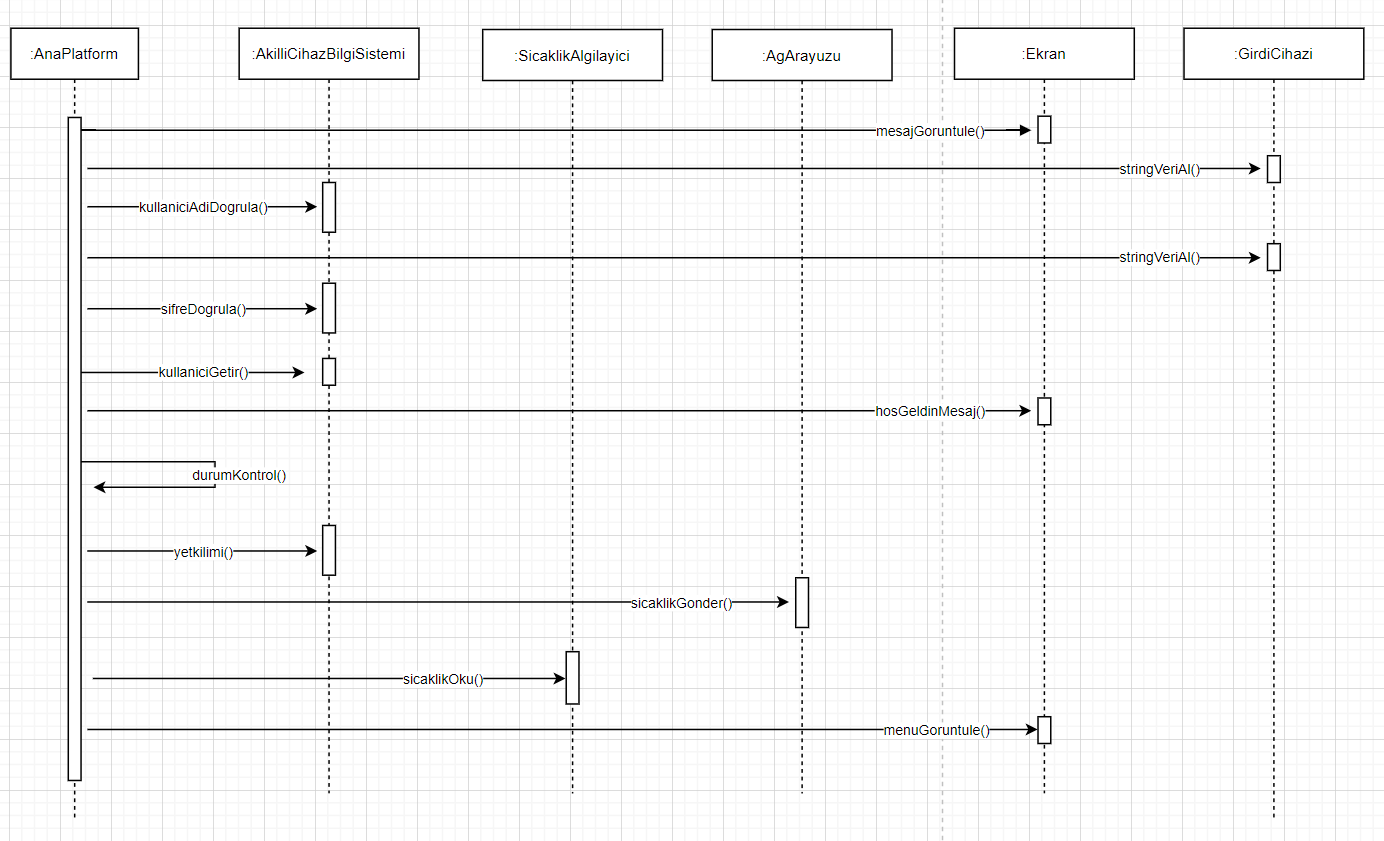 :AnaPlatform
:AkilliCihazBilgiSistemi
:SicaklikAlgilayici
:AgArayuzu
:Ekran
:GirdiCihazi
mesajGoruntule()
stringVeriAl()
kullaniciAdiDogrula()
stringVeriAl()
sifreDogrula()
kullaniciGetir()
hosGeldinMesaj()
durumKontrol()
yetkilimi()
sicaklikGonder()
sicaklikOku()
menuGoruntule()